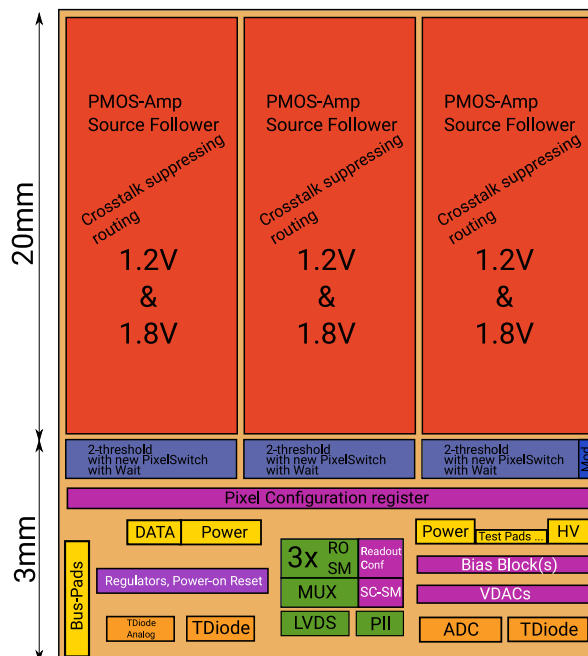 20mm
PMOS-Amp
Source Follower
Crosstalk suppressing
routing
1.2V
&
1.8V
PMOS-Amp
Source Follower
Crosstalk suppressing
routing
1.2V
&
1.8V
PMOS-Amp
Source Follower
Crosstalk suppressing
routing
1.2V
&
1.8V
3mm
2-threshold
with new PixelSwitch
with Wait
2-threshold
with new PixelSwitch
with Wait
2-threshold
with new PixelSwitch
with Wait
Mod
Pixel Configuration register
DATA Power
Power Test Pads ... HV
Bus-Pads
Regulators, Power-on Reset
3x RO
SM
Readout
Conf
MUX SC-SM
LVDS Pll
Bias Block(s)
VDACs
TDiode
Analog
TDiode
ADC TDiode